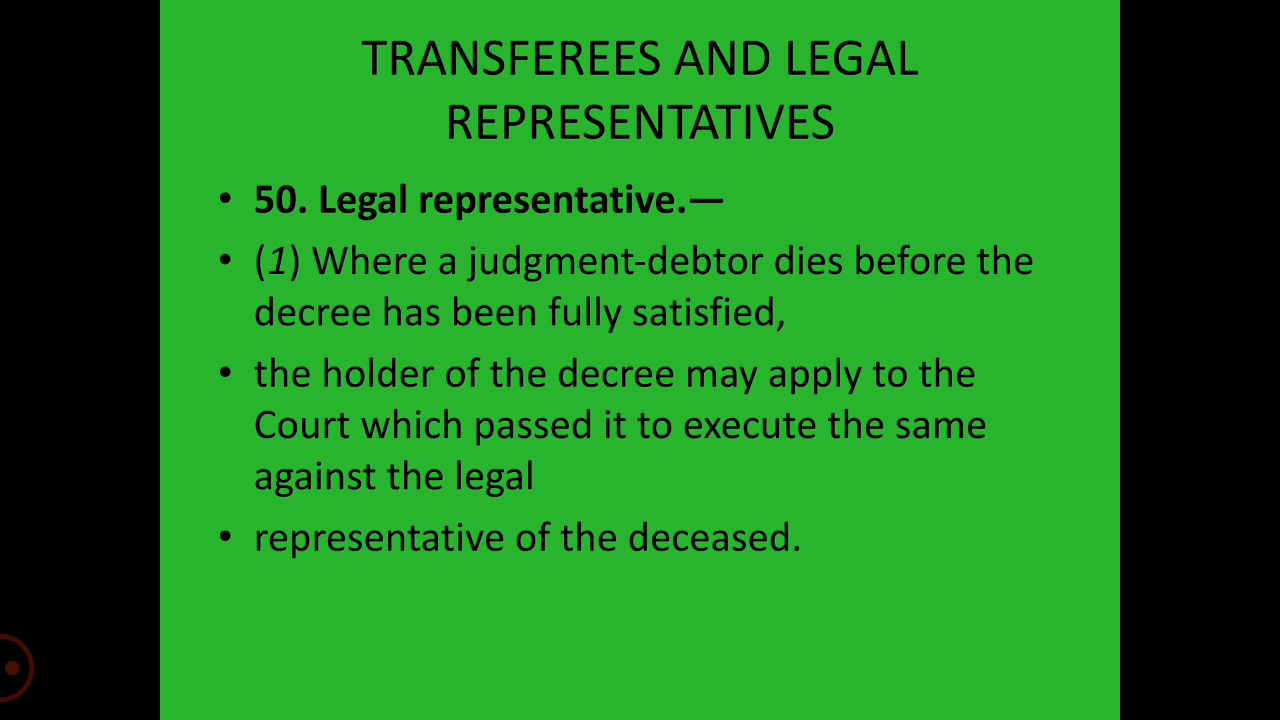 TRANSFEREES AND LEGAL
REPRESENTATIVES
• 50. Legal representative.—
• (1) Where a judgment-debtor dies before the
decree has been fully satisfied,
• the holder of the decree may apply to the
Court which passed it to execute the same
against the legal
• representative of the deceased.